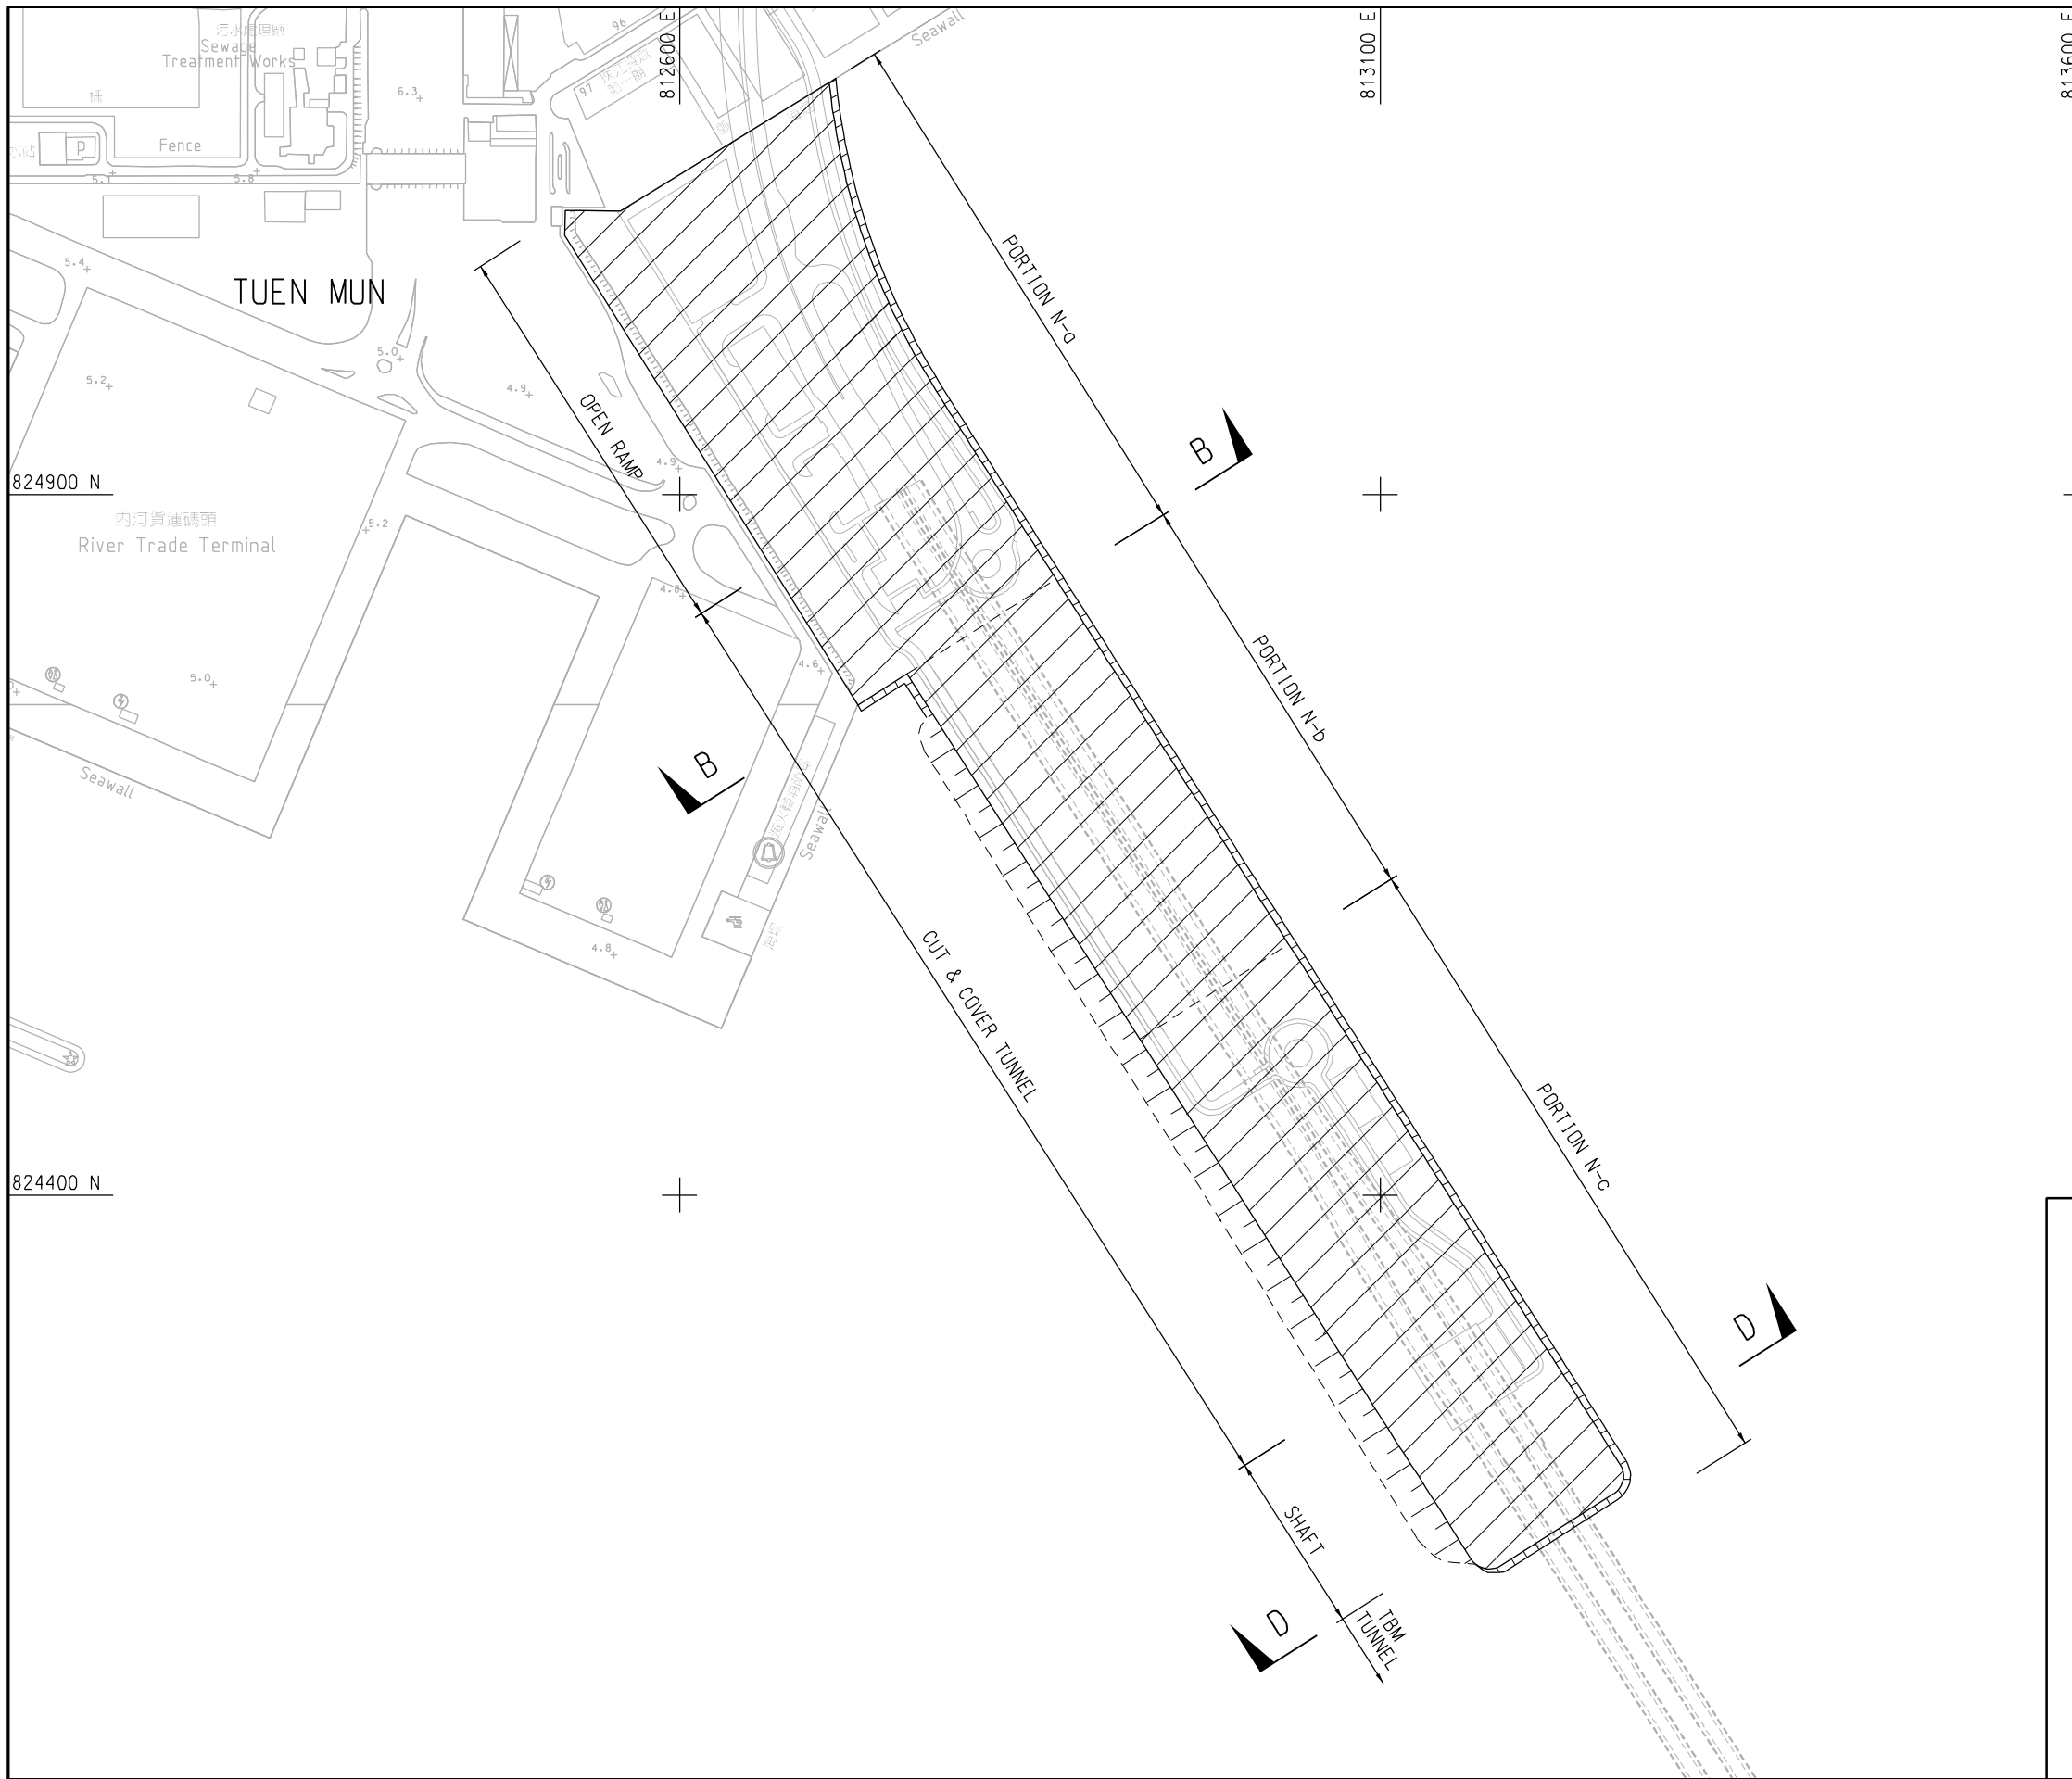 812600 E
813100 E
813600 E
Sewage
Treatment Works
96
97
Seawall
6.3
Fence
P
5.1
5.8
5.4
TUEN MUN
PORTION N-a
5.0
5.2
4.9
OPEN RAMP
B
4.9
824900 N
內河貨運碼頭
River Trade Terminal
5.2
4.8
PORTION N-b
4.6
5.0
B
Seawall
Seawall
4.8
CUT & COVER TUNNEL
PORTION N-c
824400 N
D
SHAFT
D
TBM
TUNNEL